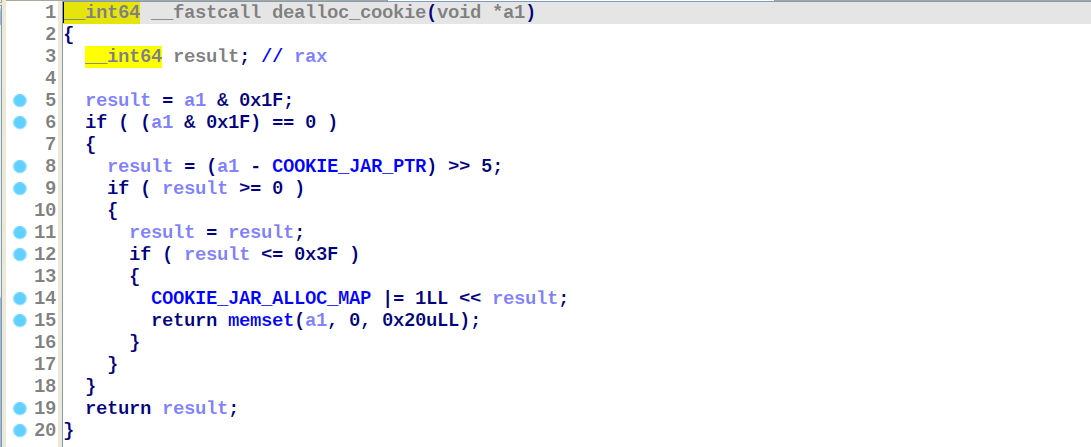 1 __int64 __fastcall dealloc_cookie(void *a1)
2 {
3   __int64 result; // rax
4
5   result = a1 & 0x1F;
6   if ( (a1 & 0x1F) == 0 )
7   {
8     result = (a1 - COOKIE_JAR_PTR) >> 5;
9     if ( result >= 0 )
10     {
11       result = result;
12       if ( result <= 0x3F )
13       {
14         COOKIE_JAR_ALLOC_MAP |= 1LL << result;
15         return memset(a1, 0, 0x20uLL);
16       }
17     }
18   }
19   return result;
20 }